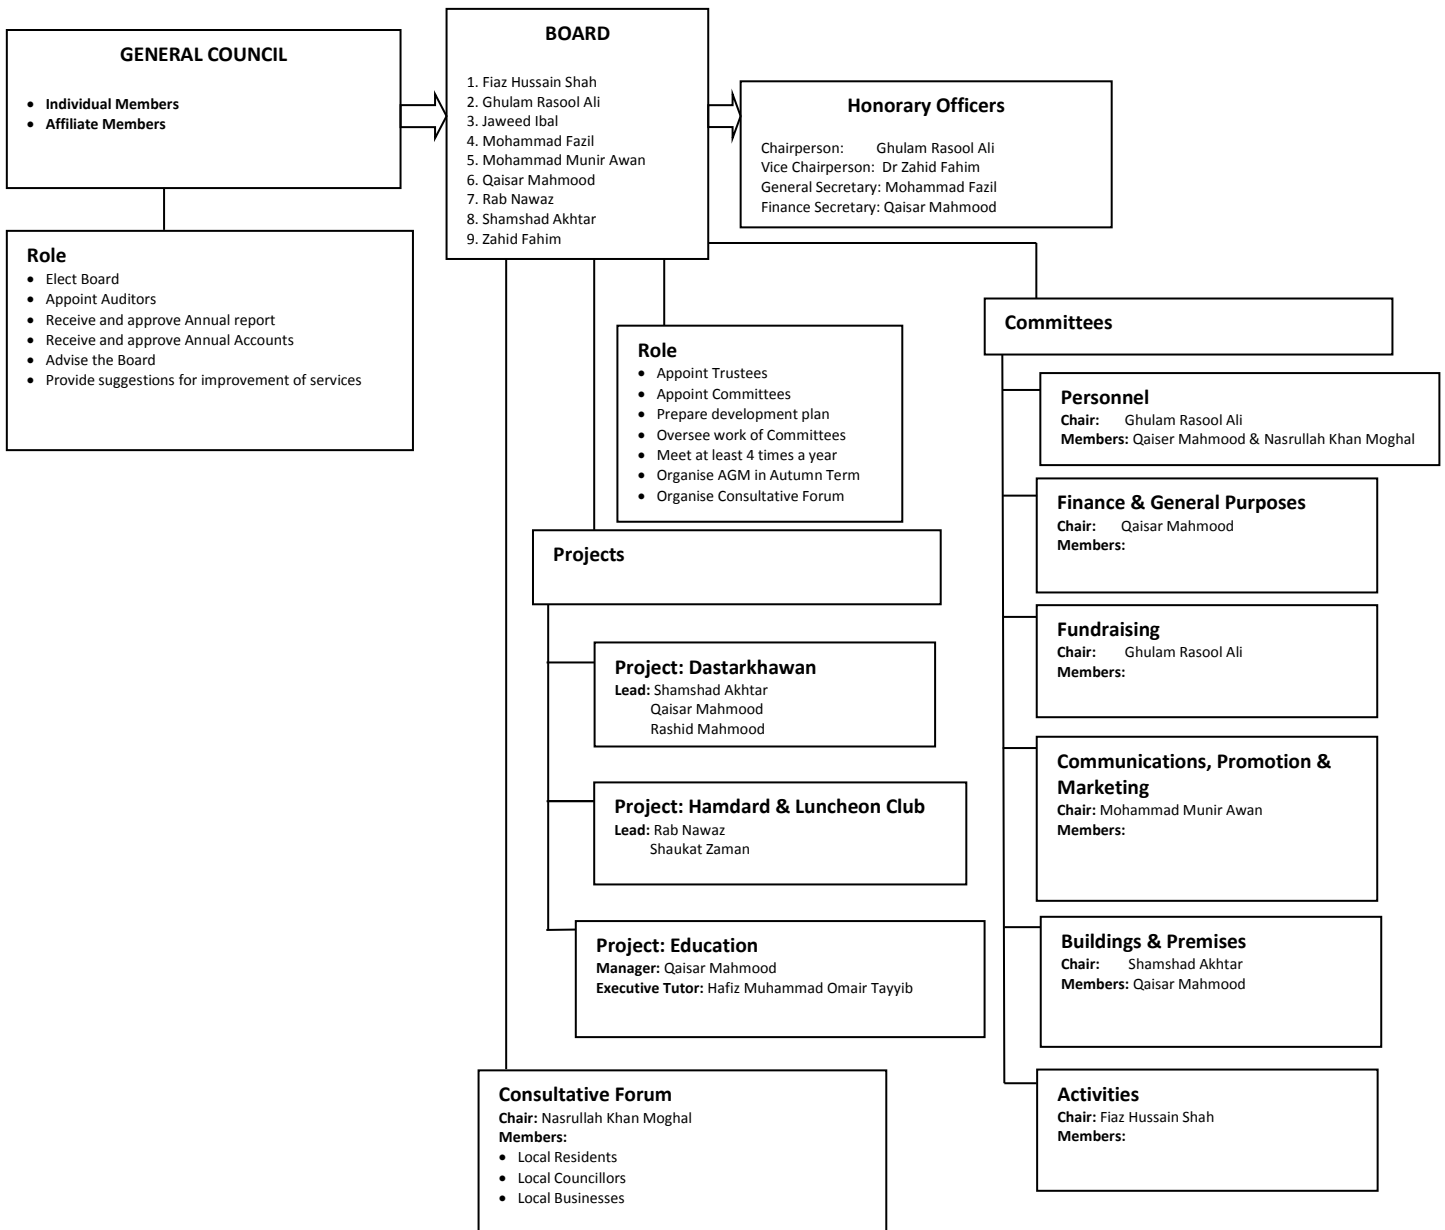 GENERAL COUNCIL
• Individual Members
• Affiliate Members
Role
• Elect Board
• Appoint Auditors
• Receive and approve Annual report
• Receive and approve Annual Accounts
• Advise the Board
• Provide suggestions for improvement of services
BOARD
1. Fiaz Hussain Shah
2. Ghulam Rasool Ali
3. Jaweed Ibal
4. Mohammad Fazil
5. Mohammad Munir Awan
6. Qaisar Mahmood
7. Rab Nawaz
8. Shamshad Akhtar
9. Zahid Fahim
Honorary Officers
Chairperson: Ghulam Rasool Ali
Vice Chairperson: Dr Zahid Fahim
General Secretary: Mohammad Fazil
Finance Secretary: Qaisar Mahmood
Role
• Appoint Trustees
• Appoint Committees
• Prepare development plan
• Oversee work of Committees
• Meet at least 4 times a year
• Organise AGM in Autumn Term
• Organise Consultative Forum
Projects
Project: Dastarkhawan
Lead: Shamshad Akhtar
Qaisar Mahmood
Rashid Mahmood
Project: Hamdard & Luncheon Club
Lead: Rab Nawaz
Shaukat Zaman
Project: Education
Manager: Qaisar Mahmood
Executive Tutor: Hafiz Muhammad Omair Tayyib
Consultative Forum
Chair: Nasrullah Khan Moghal
Members:
• Local Residents
• Local Councillors
• Local Businesses
Committees
Personnel
Chair: Ghulam Rasool Ali
Members: Qaiser Mahmood & Nasrullah Khan Moghal
Finance & General Purposes
Chair: Qaisar Mahmood
Members:
Fundraising
Chair: Ghulam Rasool Ali
Members:
Communications, Promotion &
Marketing
Chair: Mohammad Munir Awan
Members:
Buildings & Premises
Chair: Shamshad Akhtar
Members: Qaisar Mahmood
Activities
Chair: Fiaz Hussain Shah
Members: